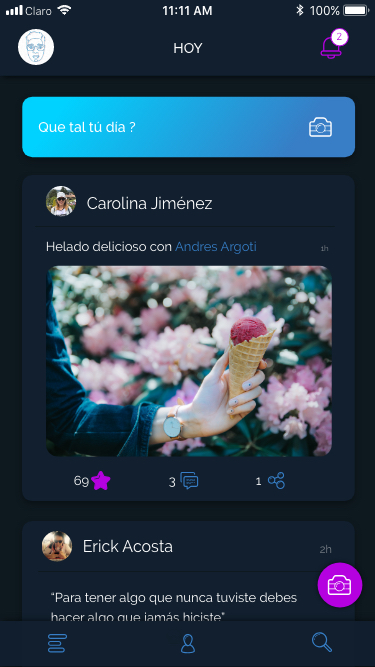 Claro
11:11 AM
100%
HOY
2
Que tal tú día ?
Carolina Jiménez
Helado delicioso con Andres Argoti
1h
69
3
1
Erick Acosta
2h
“Para tener algo que nunca tuviste debes
hacer algo que jamás hiciste”